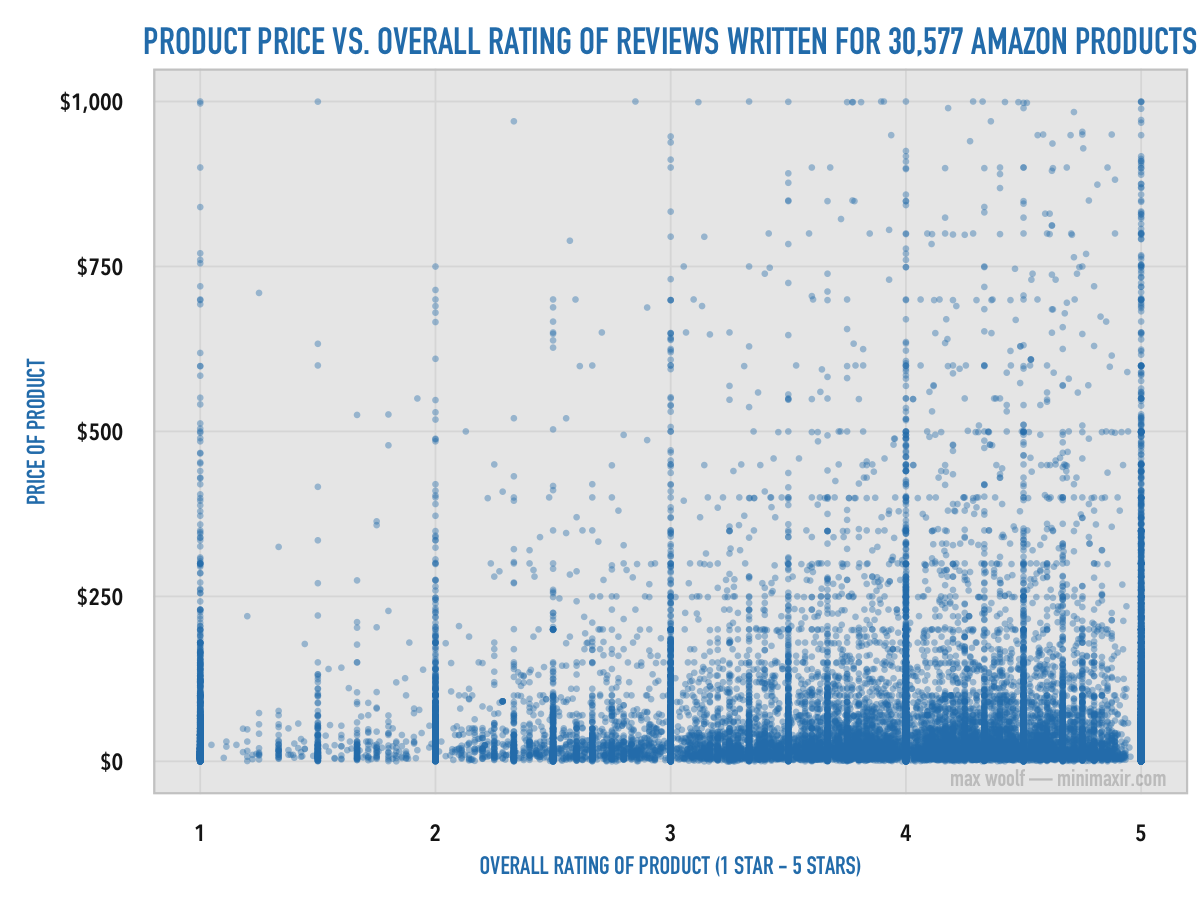 PRODUCT PRICE VS. OVERALL RATING OF REVIEWS WRITTEN FOR 30,577 AMAZON PRODUCTS
$1,000
$750
$500
$250
$0
PRICE OF PRODUCT
max woolf — minimaxir.com
1 2 3 4 5
OVERALL RATING OF PRODUCT (1 STAR - 5 STARS)